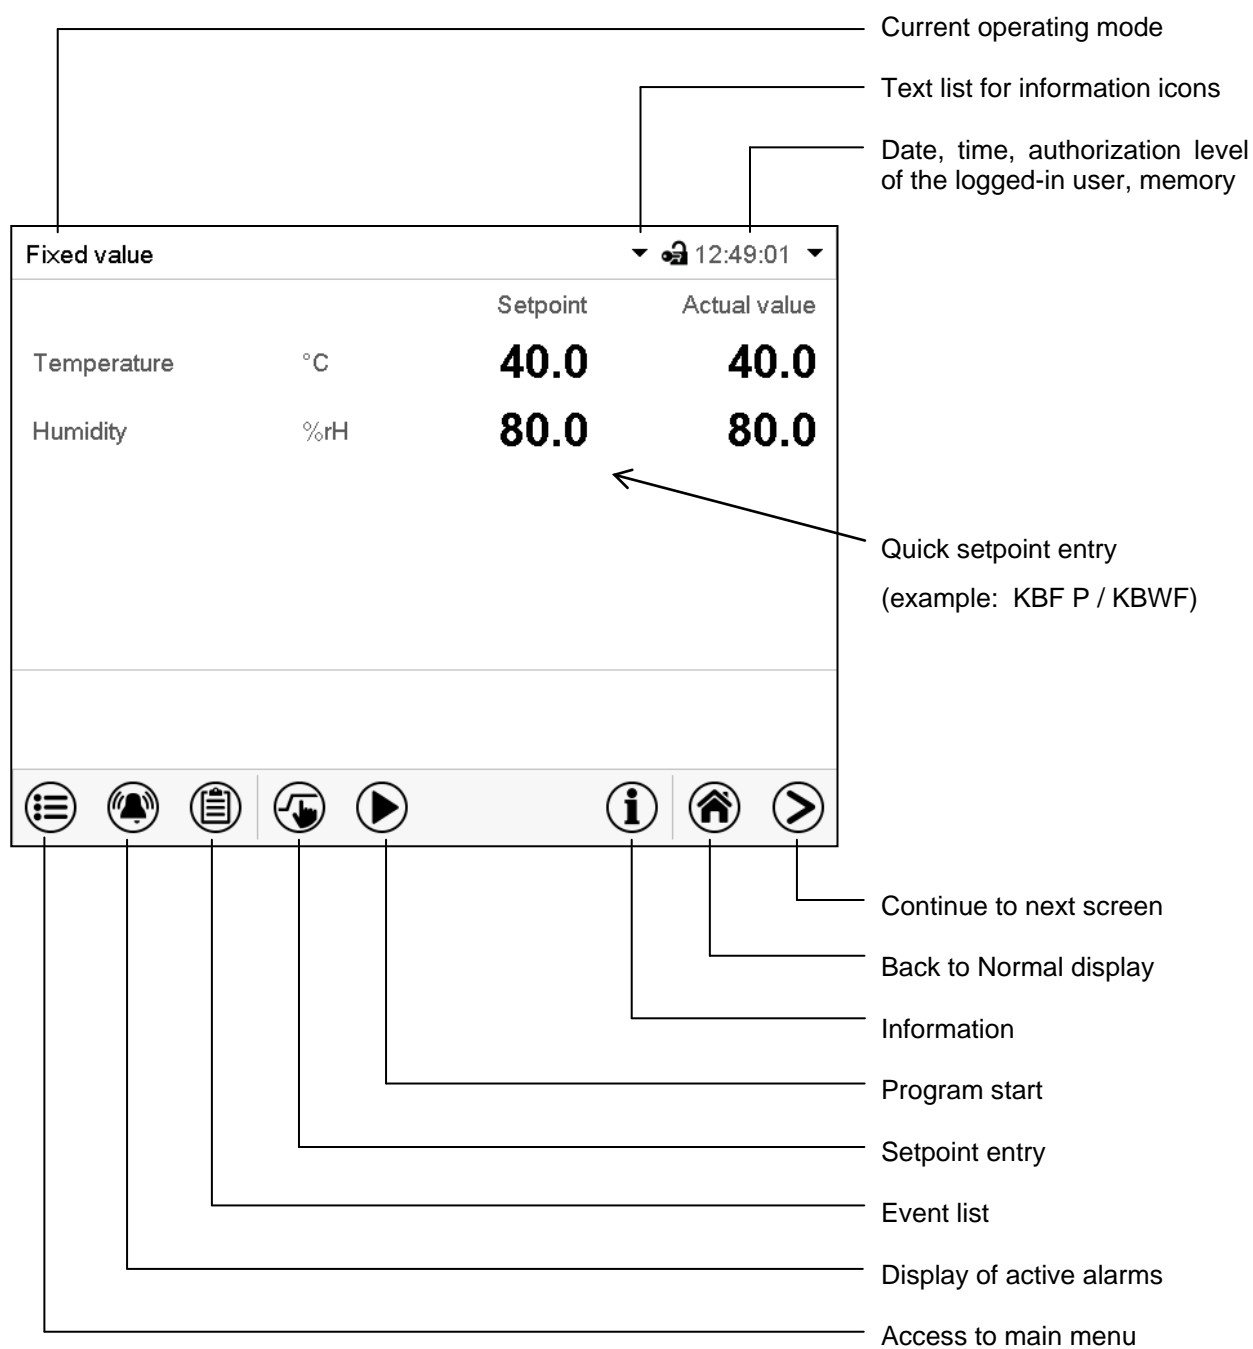 Current operating mode
Text list for information icons
Date, time, authorization level
of the logged-in user, memory
Fixed value 12:49:01
Setpoint Actual value
Temperature °C 40.0 40.0
Humidity %rH 80.0 80.0
Quick setpoint entry
(example: KBF P / KBWF)
Continue to next screen
Back to Normal display
Information
Program start
Setpoint entry
Event list
Display of active alarms
Access to main menu